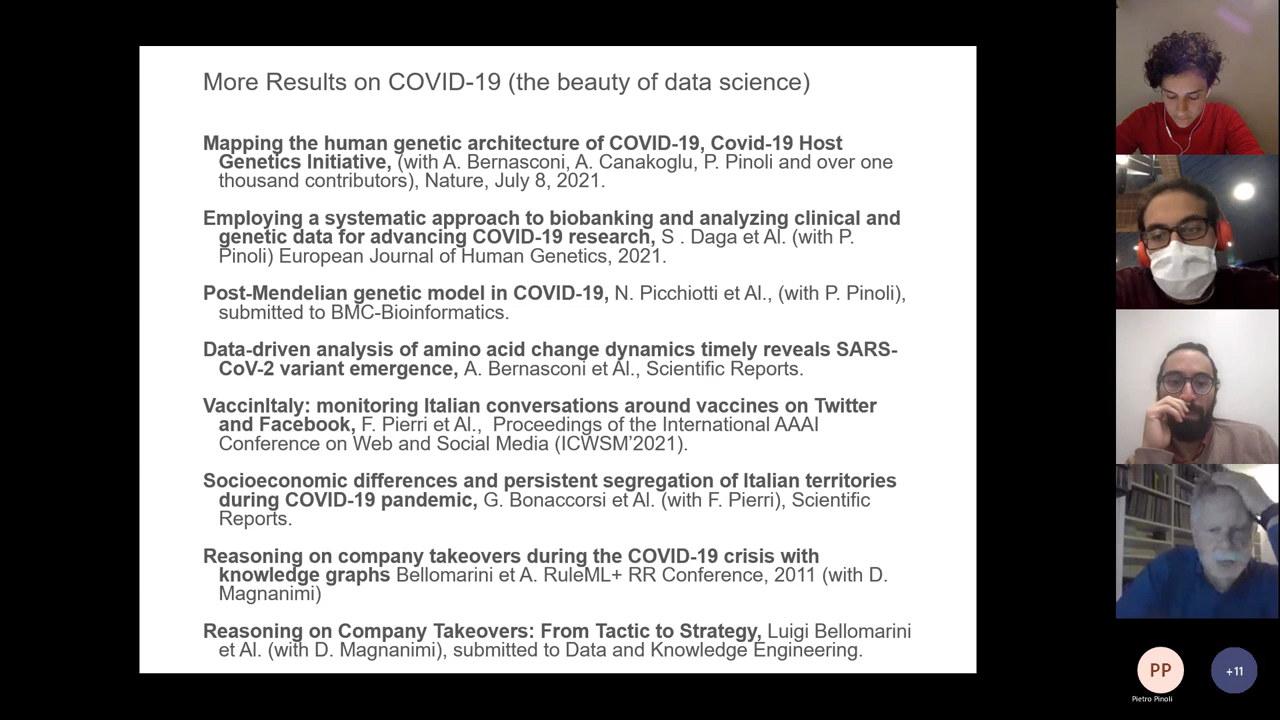 More Results on COVID-19 (the beauty of data science)
Mapping the human genetic architecture of COVID-19, Covid-19 Host
Genetics Initiative, (with A. Bernasconi, A. Canakoglu, P. Pinoli and over one
thousand contributors), Nature, July 8, 2021.
Employing a systematic approach to biobanking and analyzing clinical and
genetic data for advancing COVID-19 research, S . Daga et Al. (with P.
Pinoli) European Journal of Human Genetics, 2021.
Post-Mendelian genetic model in COVID-19, N. Picchiotti et Al., (with P. Pinoli),
submitted to BMC-Bioinformatics.
Data-driven analysis of amino acid change dynamics timely reveals SARS-
CoV-2 variant emergence, A. Bernasconi et Al., Scientific Reports.
VaccinItaly: monitoring Italian conversations around vaccines on Twitter
and Facebook, F. Pierri et Al., Proceedings of the International AAAI
Conference on Web and Social Media (ICWSM'2021).
Socioeconomic differences and persistent segregation of Italian territories
during COVID-19 pandemic, G. Bonaccorsi et Al. (with F. Pierri), Scientific
Reports.
Reasoning on company takeovers during the COVID-19 crisis with
knowledge graphs Bellomarini et A. RuleML+ RR Conference, 2011 (with D.
Magnanimi)
Reasoning on Company Takeovers: From Tactic to Strategy, Luigi Bellomarini
et Al. (with D. Magnanimi), submitted to Data and Knowledge Engineering.
PP
Pietro Pinoli
+11